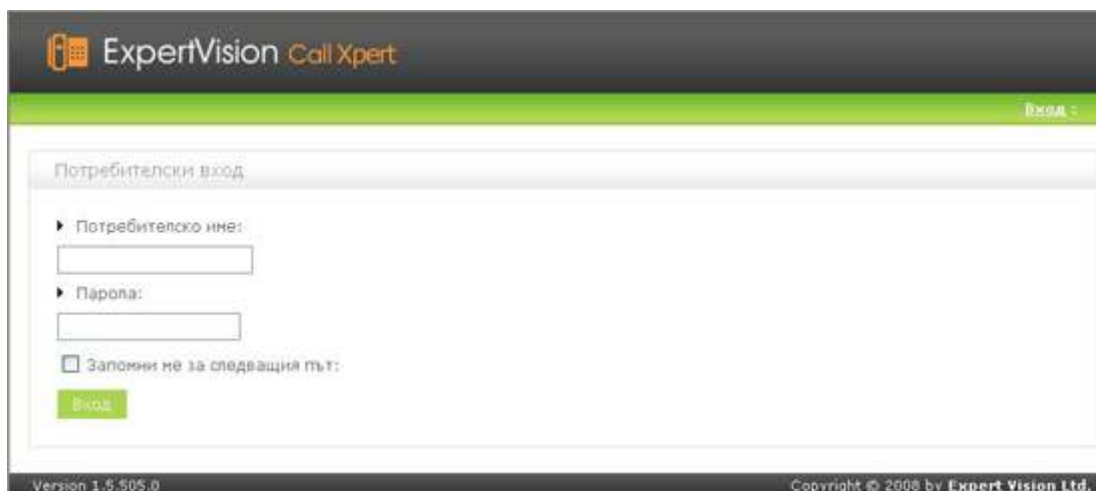 ExpertVision Call Xpert
Вход :
Потребителски вход
Потребителско име:
Парола:
Запомни ме за следващия път:
Вход
Version 1.5.505.0
Copyright © 2008 by Expert Vision Ltd.